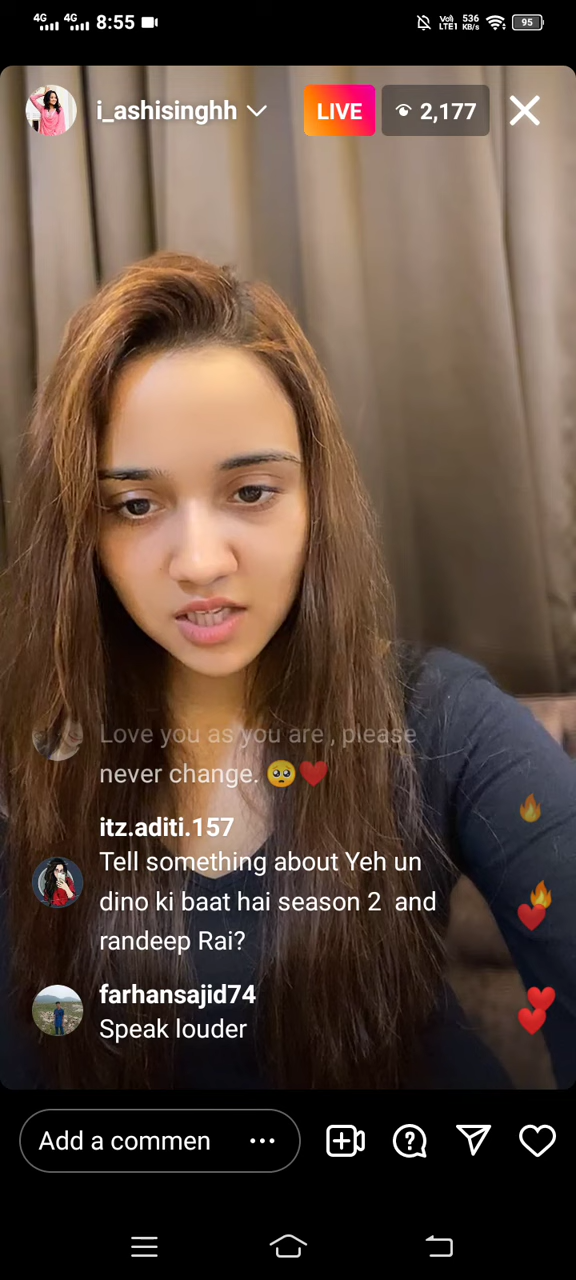 4G 4G 8:55 VoLTE1 536 KB/s 95
i_ashisinghh LIVE 2,177
Love you as you are , please
never change. 🥺❤️
itz.aditi.157
Tell something about Yeh un
dino ki baat hai season 2 and
randeep Rai?
farhansajid74
Speak louder
Add a commen